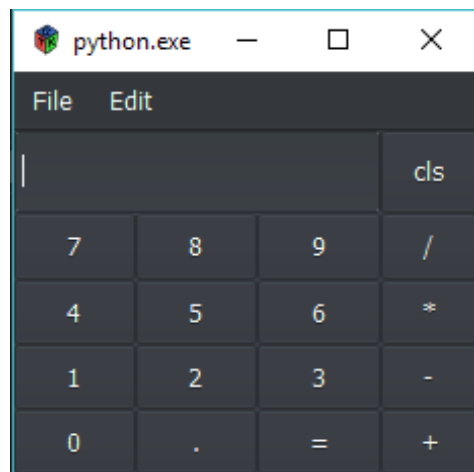 python.exe
File Edit
cls
7 8 9 /
4 5 6 *
1 2 3 -
0 . = +